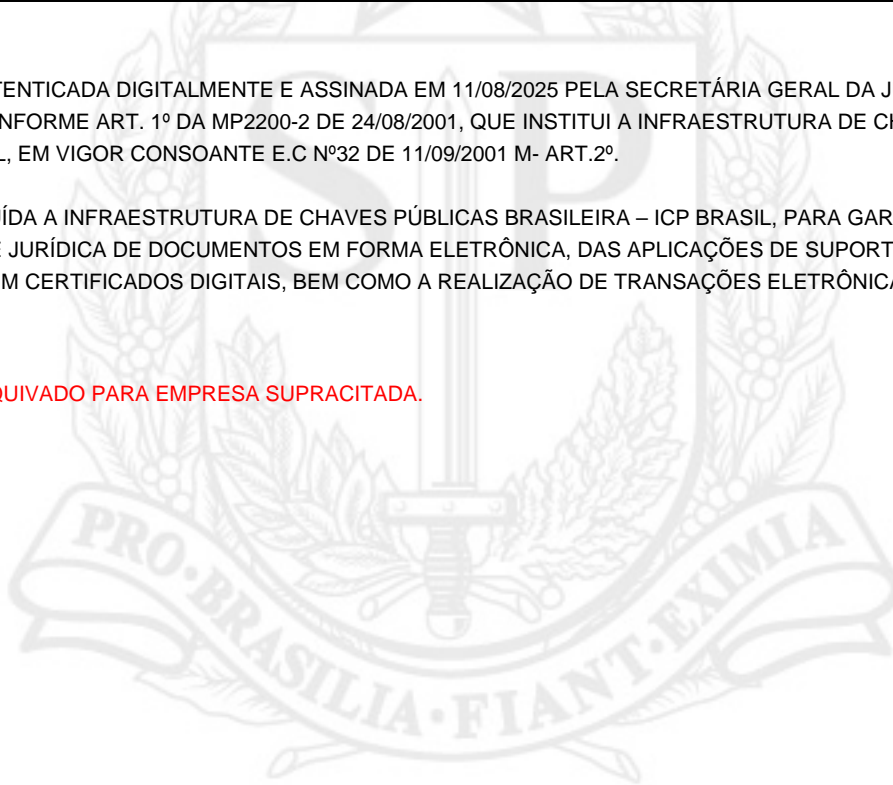 TENTICADA DIGITALMENTE E ASSINADA EM 11/08/2025 PELA SECRETÁRIA GERAL DA J
NFORME ART. 1º DA MP2200-2 DE 24/08/2001, QUE INSTITUI A INFRAESTRUTURA DE CH
L, EM VIGOR CONSOANTE E.C Nº32 DE 11/09/2001 M- ART.2º.
ÍDA A INFRAESTRUTURA DE CHAVES PÚBLICAS BRASILEIRA – ICP BRASIL, PARA GAR
E JURÍDICA DE DOCUMENTOS EM FORMA ELETRÔNICA, DAS APLICAÇÕES DE SUPORT
M CERTIFICADOS DIGITAIS, BEM COMO A REALIZAÇÃO DE TRANSAÇÕES ELETRÔNICA
QUIVADO PARA EMPRESA SUPRACITADA.
SP
PRO·BRASILIA·FIANT·EXIMIA